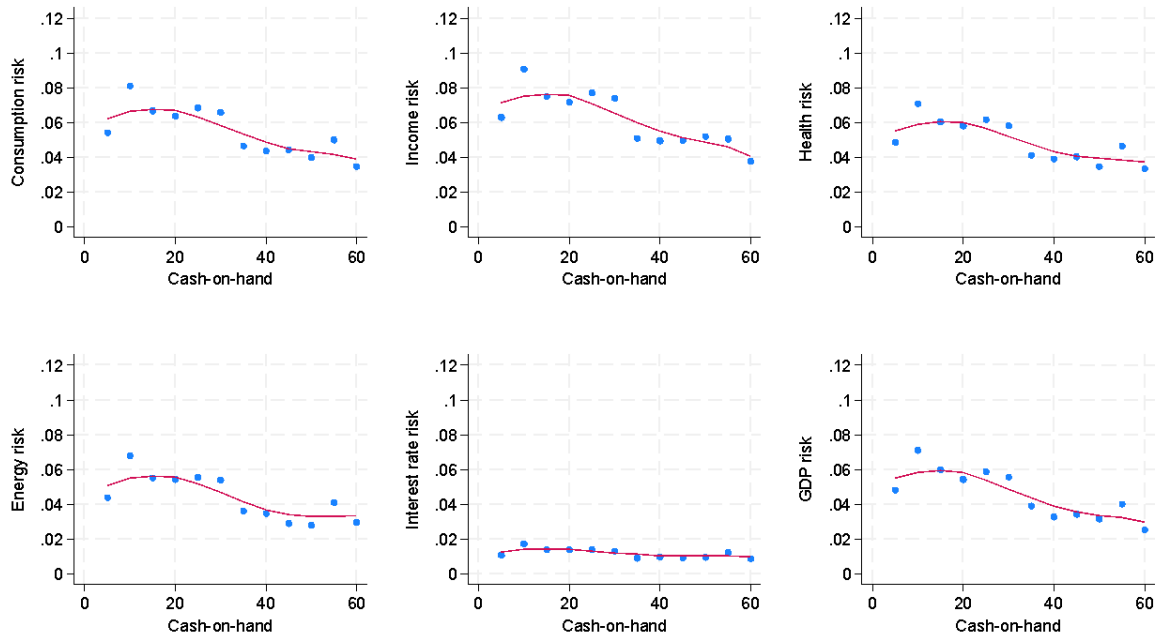 Consumption risk
.12
.1
.08
.06
.04
.02
0
0 20 40 60
Cash-on-hand
Income risk
.12
.1
.08
.06
.04
.02
0
0 20 40 60
Cash-on-hand
Health risk
.12
.1
.08
.06
.04
.02
0
0 20 40 60
Cash-on-hand
Energy risk
.12
.1
.08
.06
.04
.02
0
0 20 40 60
Cash-on-hand
Interest rate risk
.12
.1
.08
.06
.04
.02
0
0 20 40 60
Cash-on-hand
GDP risk
.12
.1
.08
.06
.04
.02
0
0 20 40 60
Cash-on-hand